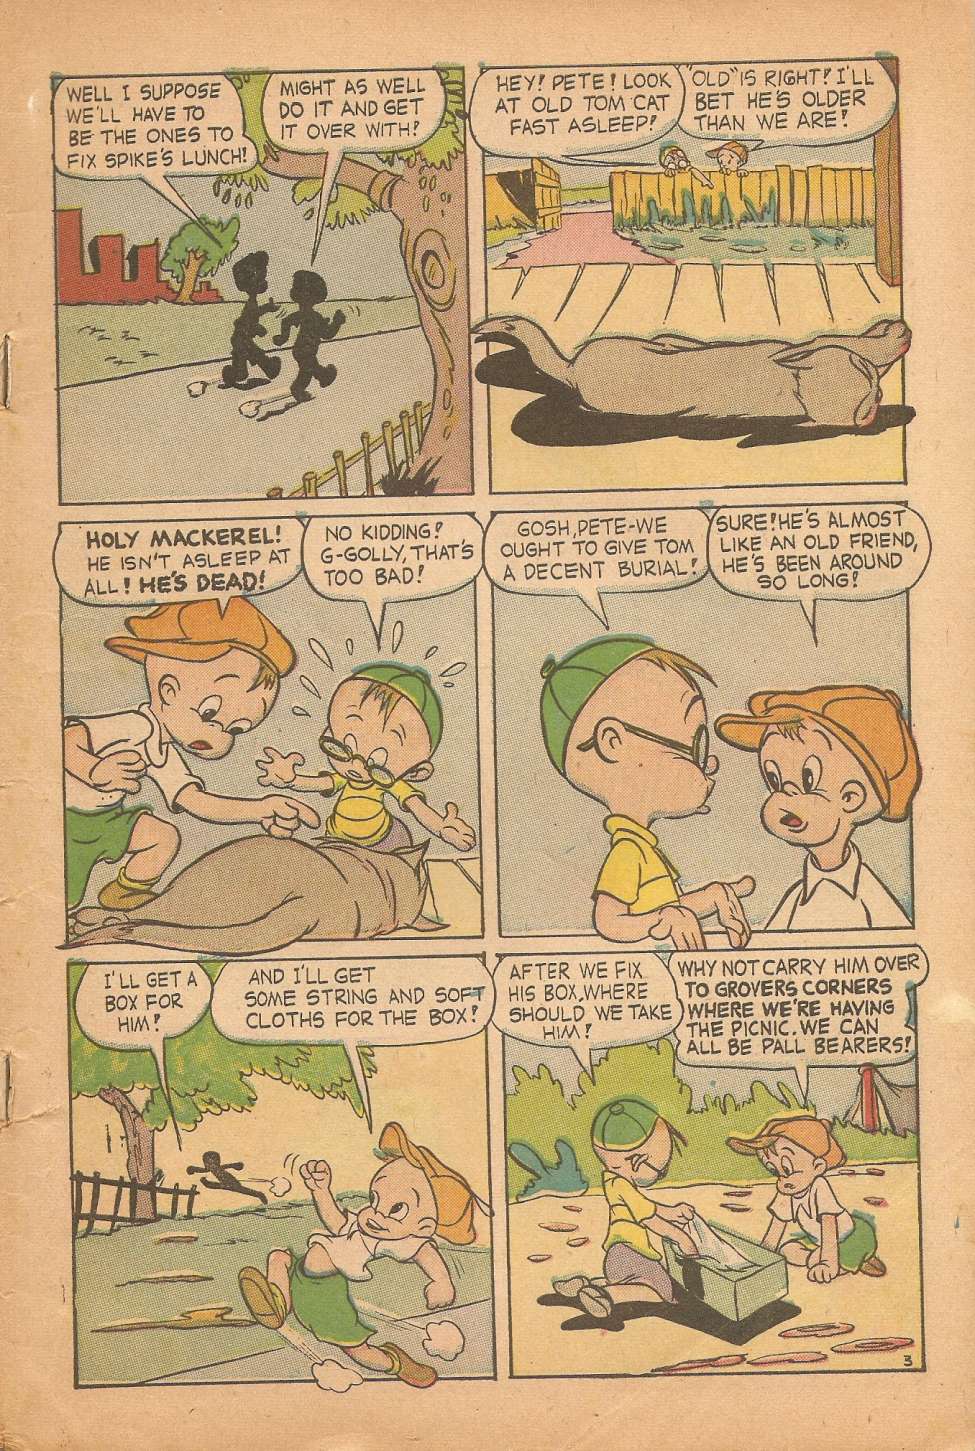 WELL I SUPPOSE
WE'LL HAVE TO
BE THE ONES TO
FIX SPIKE'S LUNCH!
MIGHT AS WELL
DO IT AND GET
IT OVER WITH!
HEY! PETE! LOOK
AT OLD TOM CAT
FAST ASLEEP!
"OLD" IS RIGHT! I'LL
BET HE'S OLDER
THAN WE ARE!
HOLY MACKEREL!
HE ISN'T ASLEEP AT
ALL! HE'S DEAD!
NO KIDDING!
G-GOLLY, THAT'S
TOO BAD!
GOSH, PETE-WE
OUGHT TO GIVE TOM
A DECENT BURIAL!
SURE! HE'S ALMOST
LIKE AN OLD FRIEND,
HE'S BEEN AROUND
SO LONG!
I'LL GET A
BOX FOR
HIM!
AND I'LL GET
SOME STRING AND SOFT
CLOTHS FOR THE BOX!
AFTER WE FIX
HIS BOX, WHERE
SHOULD WE TAKE
HIM!
WHY NOT CARRY HIM OVER
TO GROVERS CORNERS
WHERE WE'RE HAVING
THE PICNIC. WE CAN
ALL BE PALL BEARERS!
3